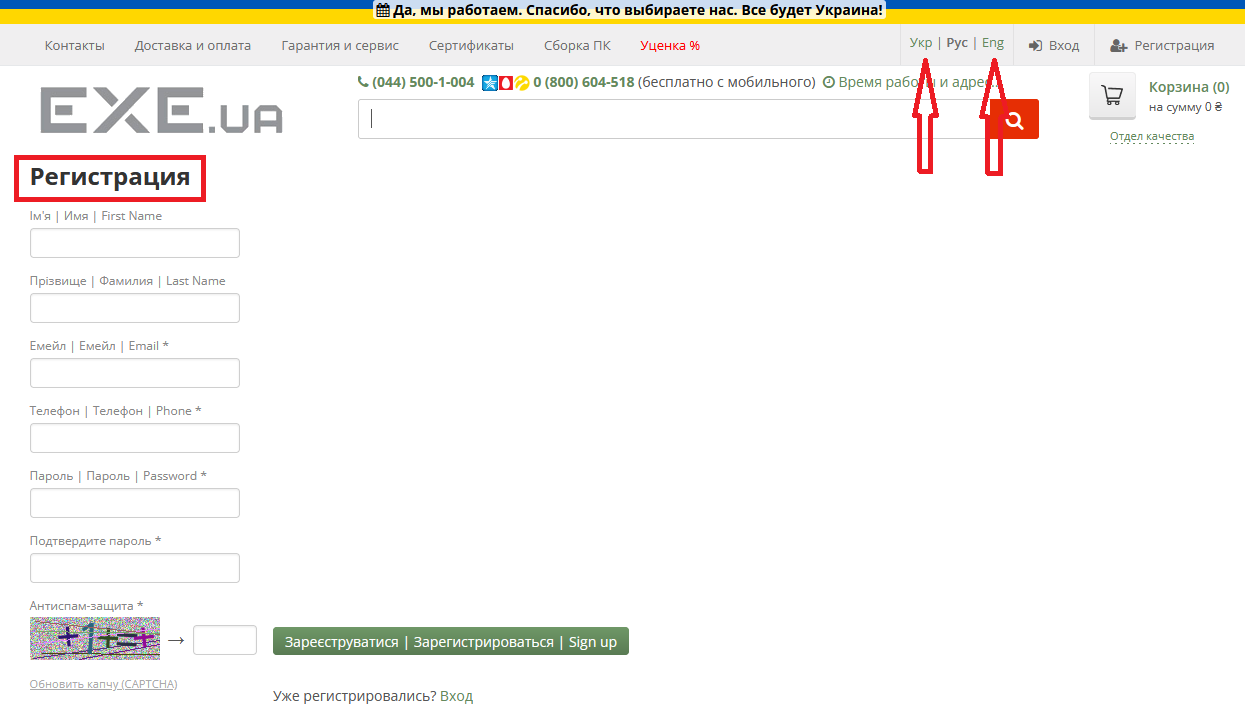 Да, мы работаем. Спасибо, что выбираете нас. Все будет Украина!
Контакты Доставка и оплата Гарантия и сервис Сертификаты Сборка ПК Уценка % Укр | Рус | Eng Вход Регистрация
EXE.UA
(044) 500-1-004 0 (800) 604-518 (бесплатно с мобильного) Время работы и адрес
Корзина (0)
на сумму 0 ₴
Отдел качества
Регистрация
Ім'я | Имя | First Name
Прізвище | Фамилия | Last Name
Емейл | Емейл | Email *
Телефон | Телефон | Phone *
Пароль | Пароль | Password *
Подтвердите пароль *
Антиспам-защита *
→ Зареєструватися | Зарегистрироваться | Sign up
Обновить капчу (CAPTCHA)
Уже регистрировались? Вход